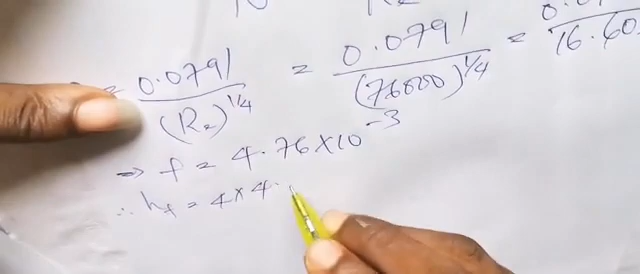 = 0.0791/(Re)^1/4 = 0.0791/(76000)^1/4 = 0.0/16.60
⇒ f = 4.76×10^-3
∴ hf = 4×4.